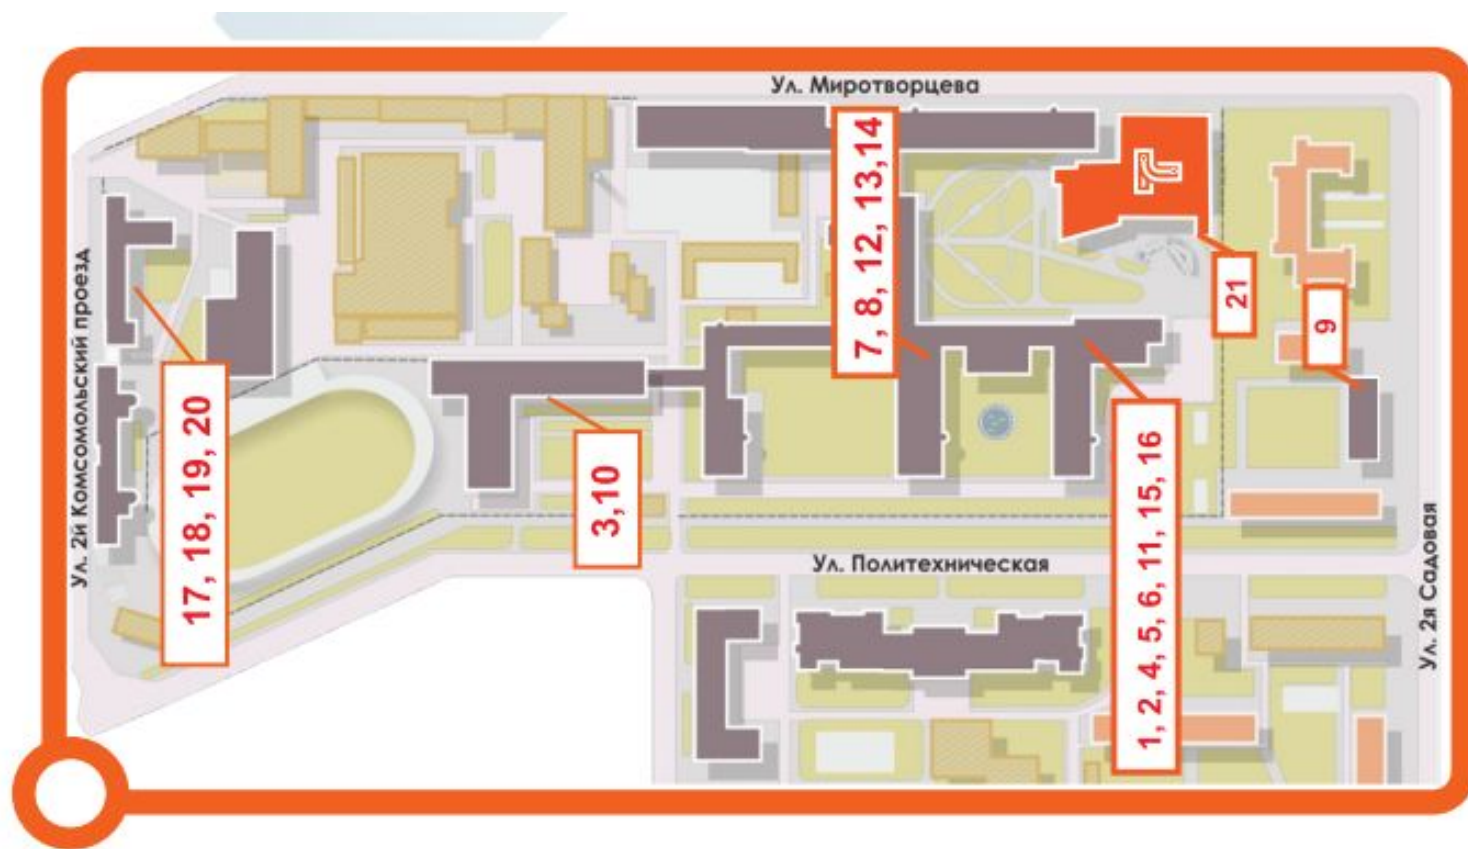 Ул. Миротворцева
7, 8, 12, 13,14
21
9
Ул. 2й Комсомольский проезд
17, 18, 19, 20
3,10
1, 2, 4, 5, 6, 11, 15, 16
Ул. Политехническая
Ул. 2я Садовая